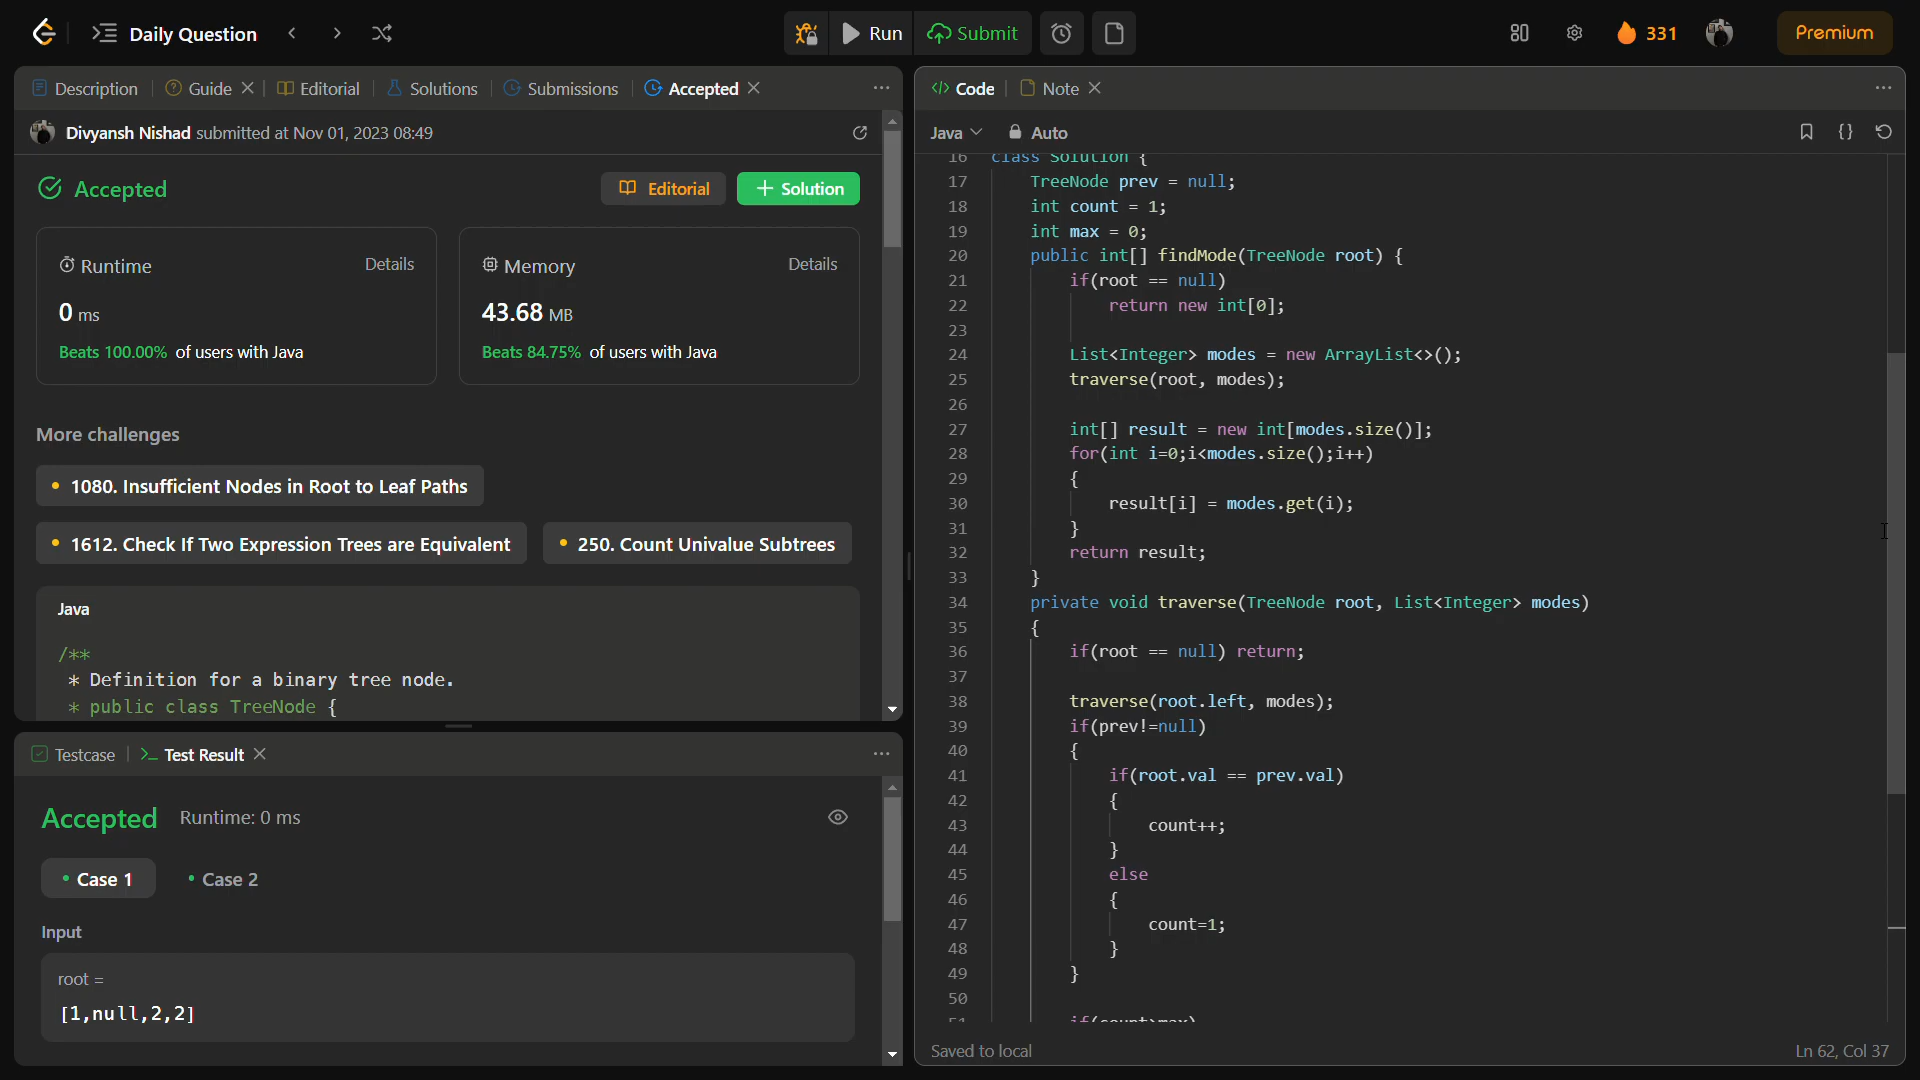 Daily Question
Run
Submit
331
Premium
Description
Guide
Editorial
Solutions
Submissions
Accepted
Divyansh Nishad submitted at Nov 01, 2023 08:49
Accepted
Editorial
Solution
Runtime
Details
0 ms
Beats 100.00% of users with Java
Memory
Details
43.68 MB
Beats 84.75% of users with Java
More challenges
1080. Insufficient Nodes in Root to Leaf Paths
1612. Check If Two Expression Trees are Equivalent
250. Count Univalue Subtrees
Java
/**
* Definition for a binary tree node.
* public class TreeNode {
Testcase
Test Result
Accepted
Runtime: 0 ms
Case 1
Case 2
Input
root =
[1,null,2,2]
Code
Note
Java
Auto
16 class Solution {
17 TreeNode prev = null;
18 int count = 1;
19 int max = 0;
20 public int[] findMode(TreeNode root) {
21 if(root == null)
22 return new int[0];
23
24 List<Integer> modes = new ArrayList<>();
25 traverse(root, modes);
26
27 int[] result = new int[modes.size()];
28 for(int i=0;i<modes.size();i++)
29 {
30 result[i] = modes.get(i);
31 }
32 return result;
33 }
34 private void traverse(TreeNode root, List<Integer> modes)
35 {
36 if(root == null) return;
37
38 traverse(root.left, modes);
39 if(prev!=null)
40 {
41 if(root.val == prev.val)
42 {
43 count++;
44 }
45 else
46 {
47 count=1;
48 }
49 }
50
51 if(count>max)
Saved to local
Ln 62, Col 37